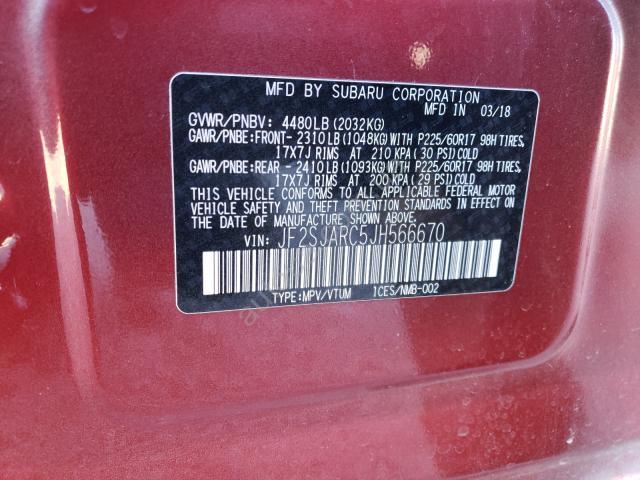 MFD BY SUBARU CORPORATION
MFD IN 03/18
GVWR/PNBV: 4480LB(2032KG)
GAWR/PNBE:FRONT-2310LB(1048KG)WITH P225/60R17 98H TIRES,
17X7J RIMS AT 210 KPA(30 PSI)COLD
GAWR/PNBE:REAR -2410LB(1093KG)WITH P225/60R17 98H TIRES,
17X7J RIMS AT 200 KPA(29 PSI)COLD
THIS VEHICLE CONFORMS TO ALL APPLICABLE FEDERAL MOTOR
VEHICLE SAFETY AND THEFT PREVENTION STANDARDS IN EFFECT ON
THE DATE OF MANUFACTURE SHOWN ABOVE.
VIN: JF2SJARC5JH566670
TYPE:MPV/VTUM 1CES/NMB-002